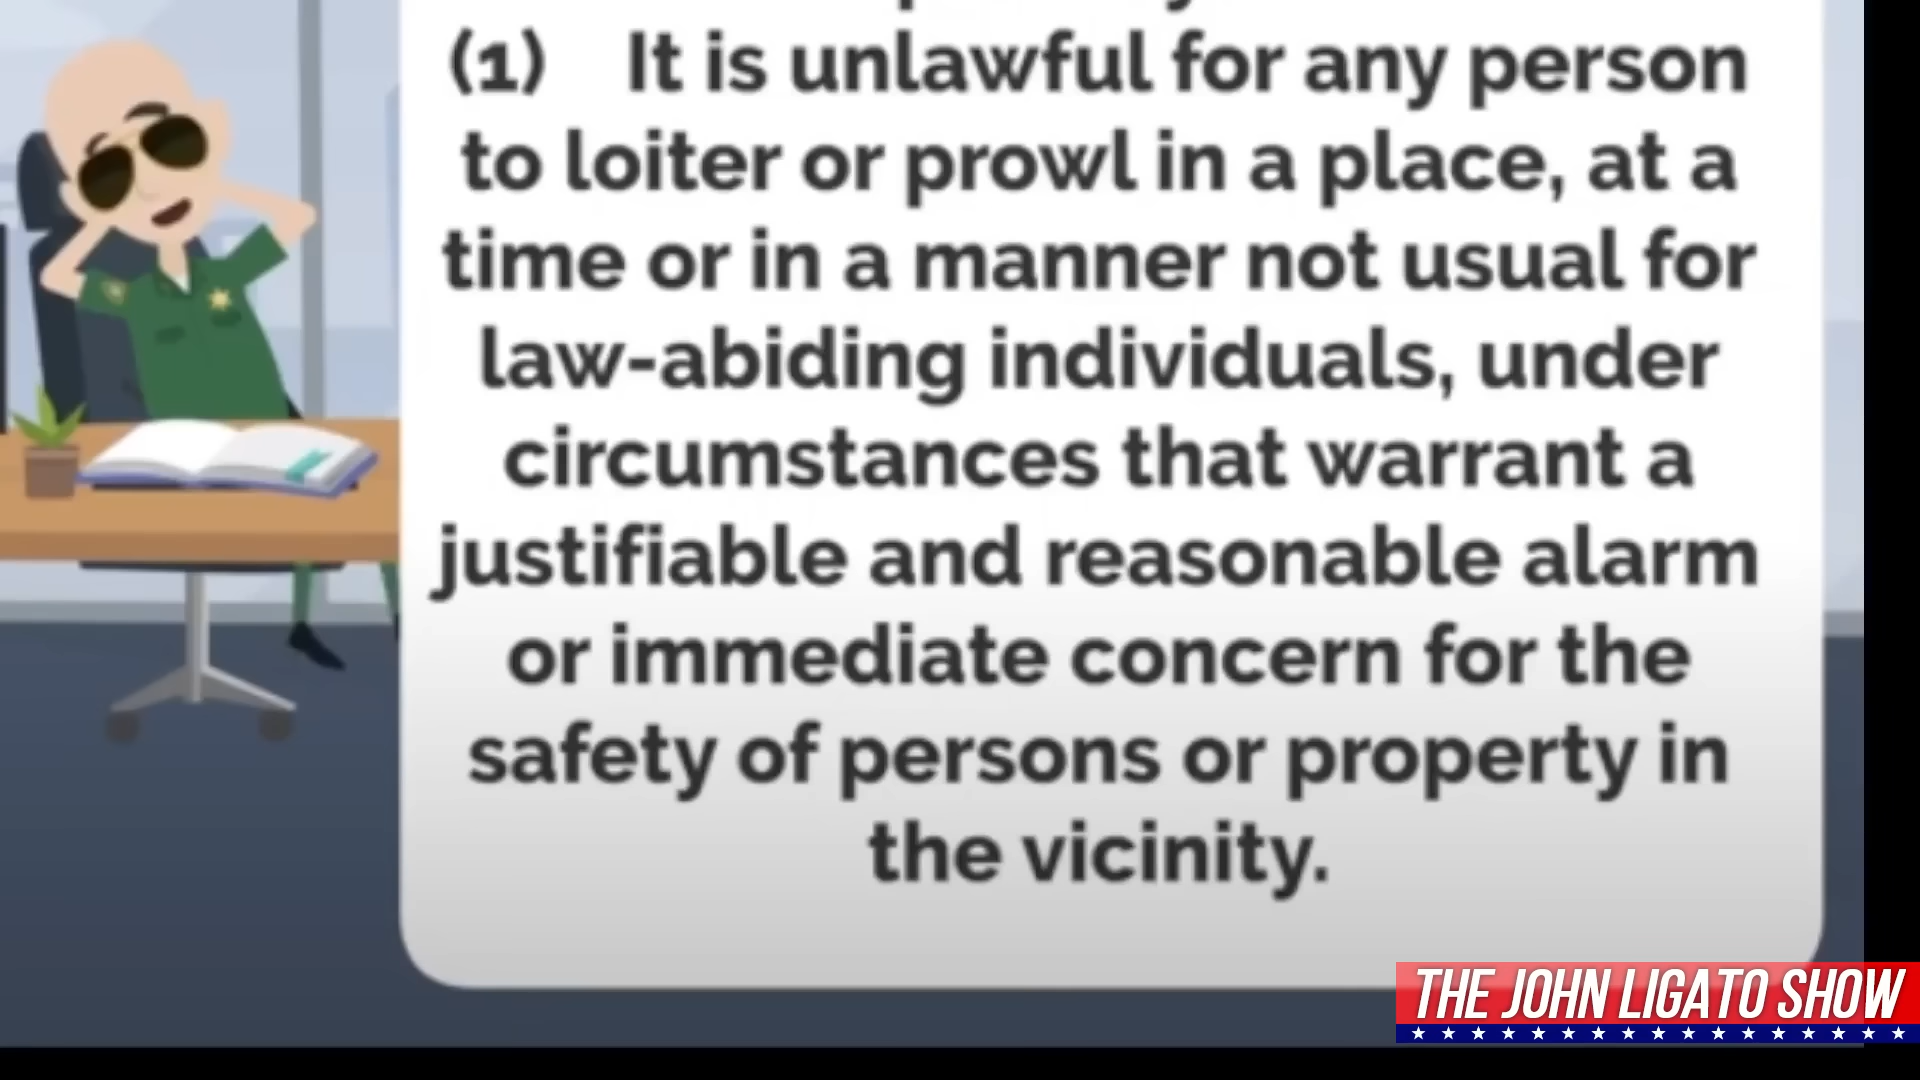 (1) It is unlawful for any person
to loiter or prowl in a place, at a
time or in a manner not usual for
law-abiding individuals, under
circumstances that warrant a
justifiable and reasonable alarm
or immediate concern for the
safety of persons or property in
the vicinity.
THE JOHN LIGATO SHOW